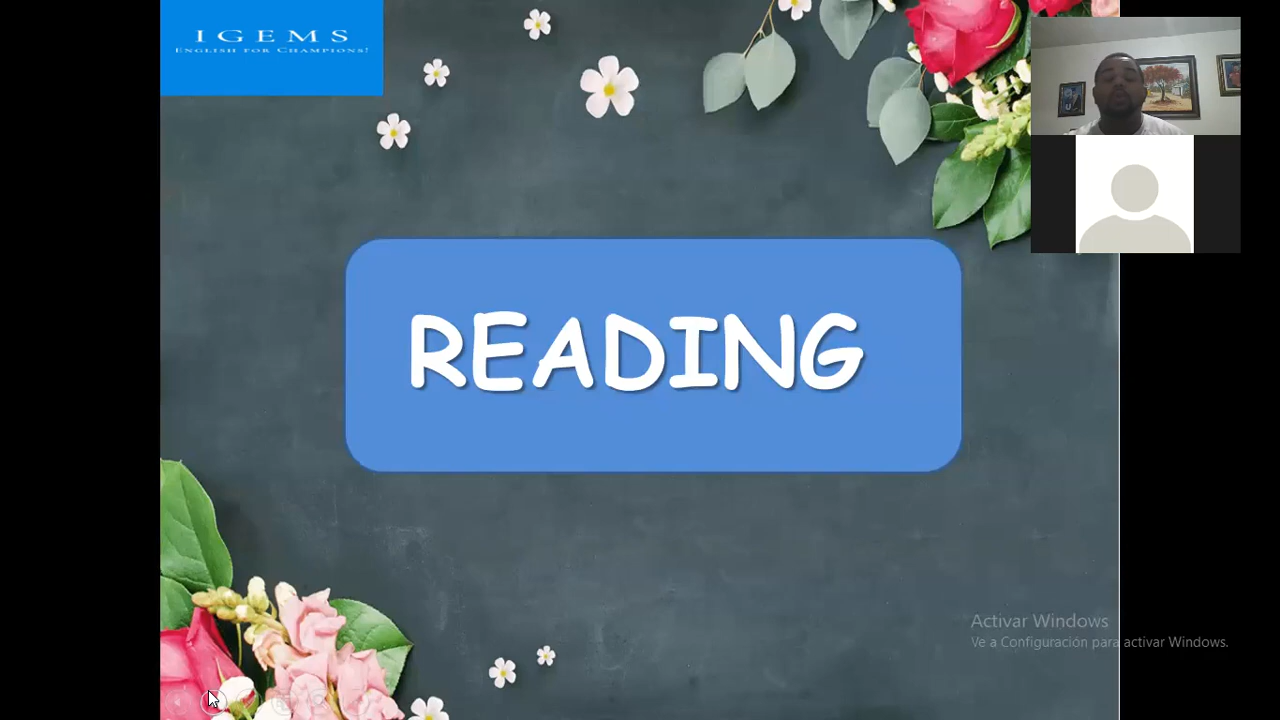 IGEMS
ENGLISH FOR CHAMPIONS!
READING
Activar Windows
Ve a Configuración para activar Windows.